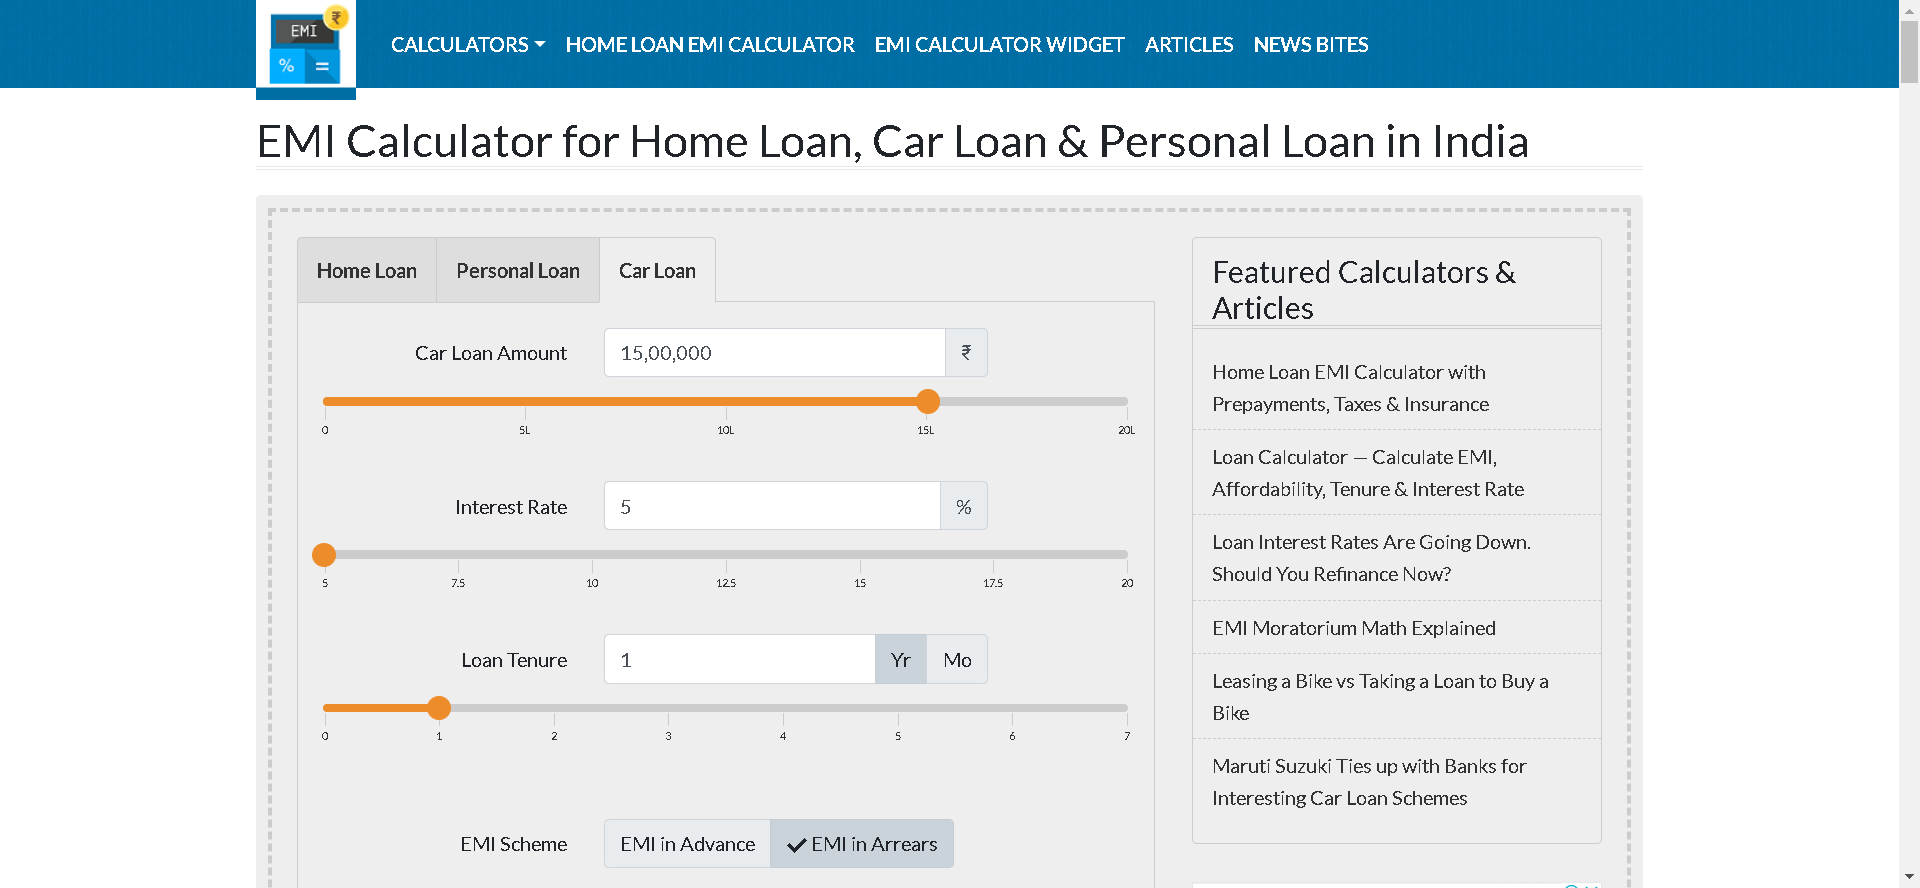 EMI ₹
% =
CALCULATORS HOME LOAN EMI CALCULATOR EMI CALCULATOR WIDGET ARTICLES NEWS BITES
EMI Calculator for Home Loan, Car Loan & Personal Loan in India
Home Loan Personal Loan Car Loan
Car Loan Amount 15,00,000 ₹
0 5L 10L 15L 20L
Interest Rate 5 %
5 7.5 10 12.5 15 17.5 20
Loan Tenure 1 Yr Mo
0 1 2 3 4 5 6 7
EMI Scheme EMI in Advance EMI in Arrears
Featured Calculators &
Articles
Home Loan EMI Calculator with
Prepayments, Taxes & Insurance
Loan Calculator — Calculate EMI,
Affordability, Tenure & Interest Rate
Loan Interest Rates Are Going Down.
Should You Refinance Now?
EMI Moratorium Math Explained
Leasing a Bike vs Taking a Loan to Buy a
Bike
Maruti Suzuki Ties up with Banks for
Interesting Car Loan Schemes